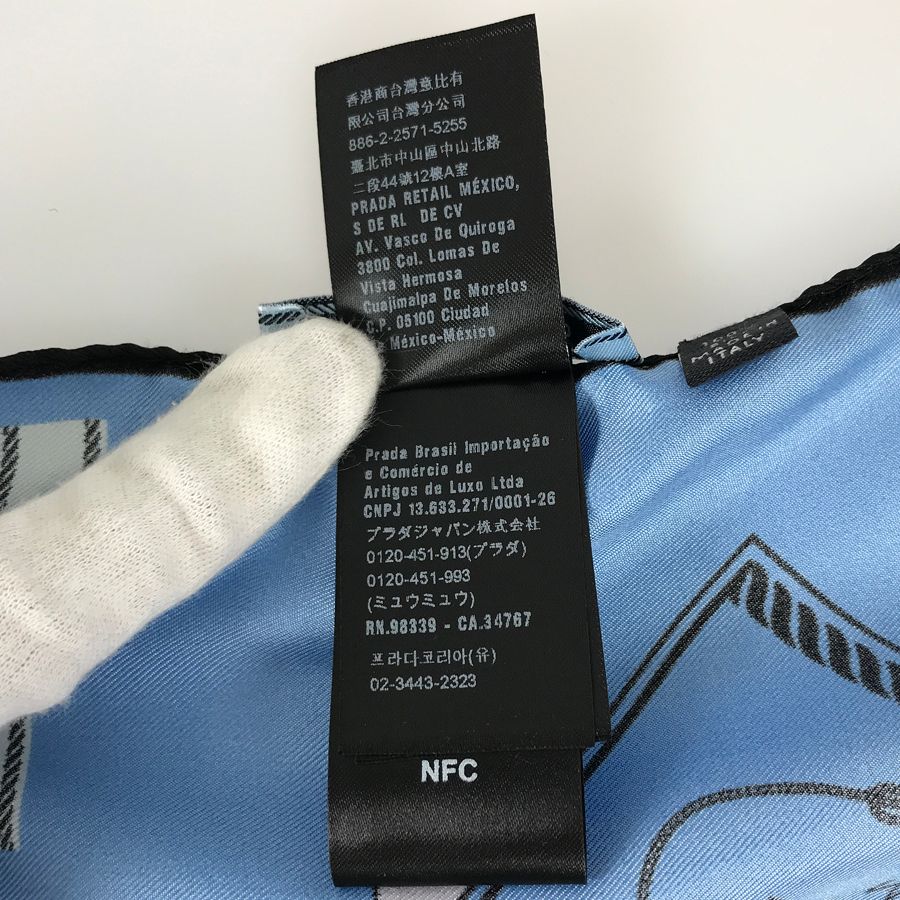 香港商台灣意比有
限公司台灣分公司
886-2-2571-5255
臺北市中山區中山北路
二段44號12樓A室
PRADA RETAIL MÉXICO,
S DE RL DE CV
AV. Vasco De Quiroga
3800 Col. Lomas De
Vista Hermosa
Cuajimalpa De Morelos
C.P. 05100 Ciudad
De México-México
Prada Brasil Importação
e Comércio de
Artigos de Luxo Ltda
CNPJ 13.633.271/0001-26
プラダジャパン株式会社
0120-451-913(プラダ)
0120-451-993
(ミュウミュウ)
RN.98339 - CA.34767
프라다코리아(유)
02-3443-2323
NFC
MADE IN
ITALY